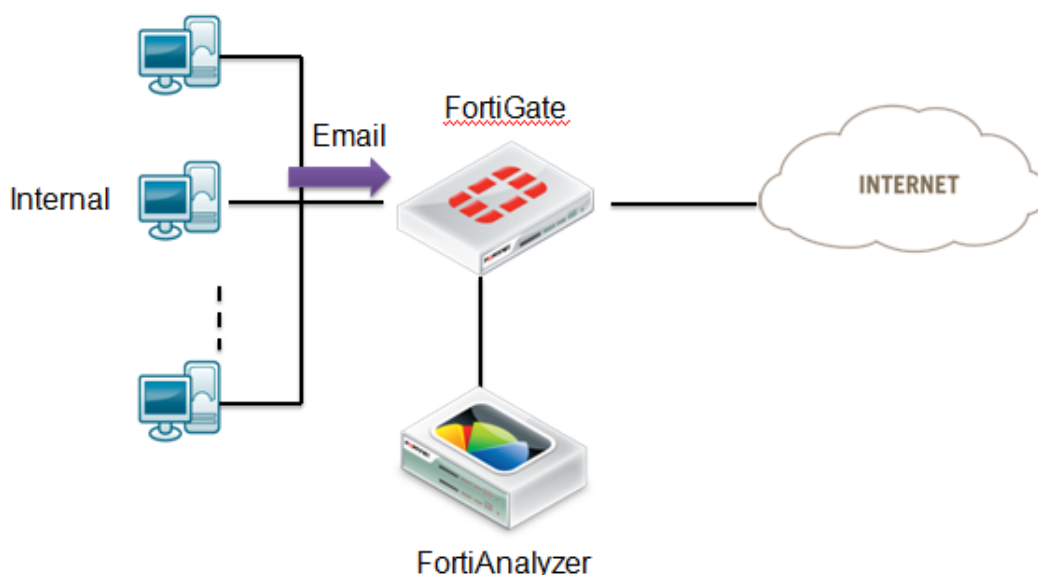 FortiGate
Email
INTERNET
Internal
FortiAnalyzer